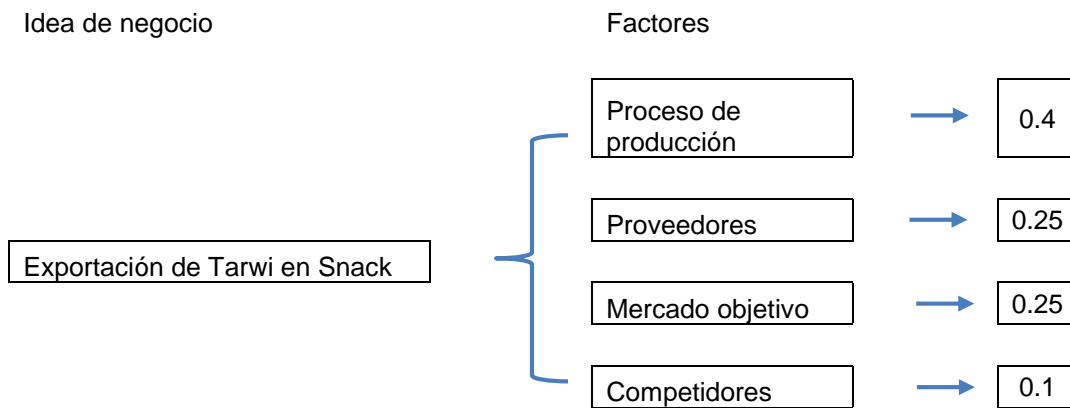 Idea de negocio
Factores
Proceso de
producción
0.4
Proveedores
0.25
Exportación de Tarwi en Snack
Mercado objetivo
0.25
Competidores
0.1